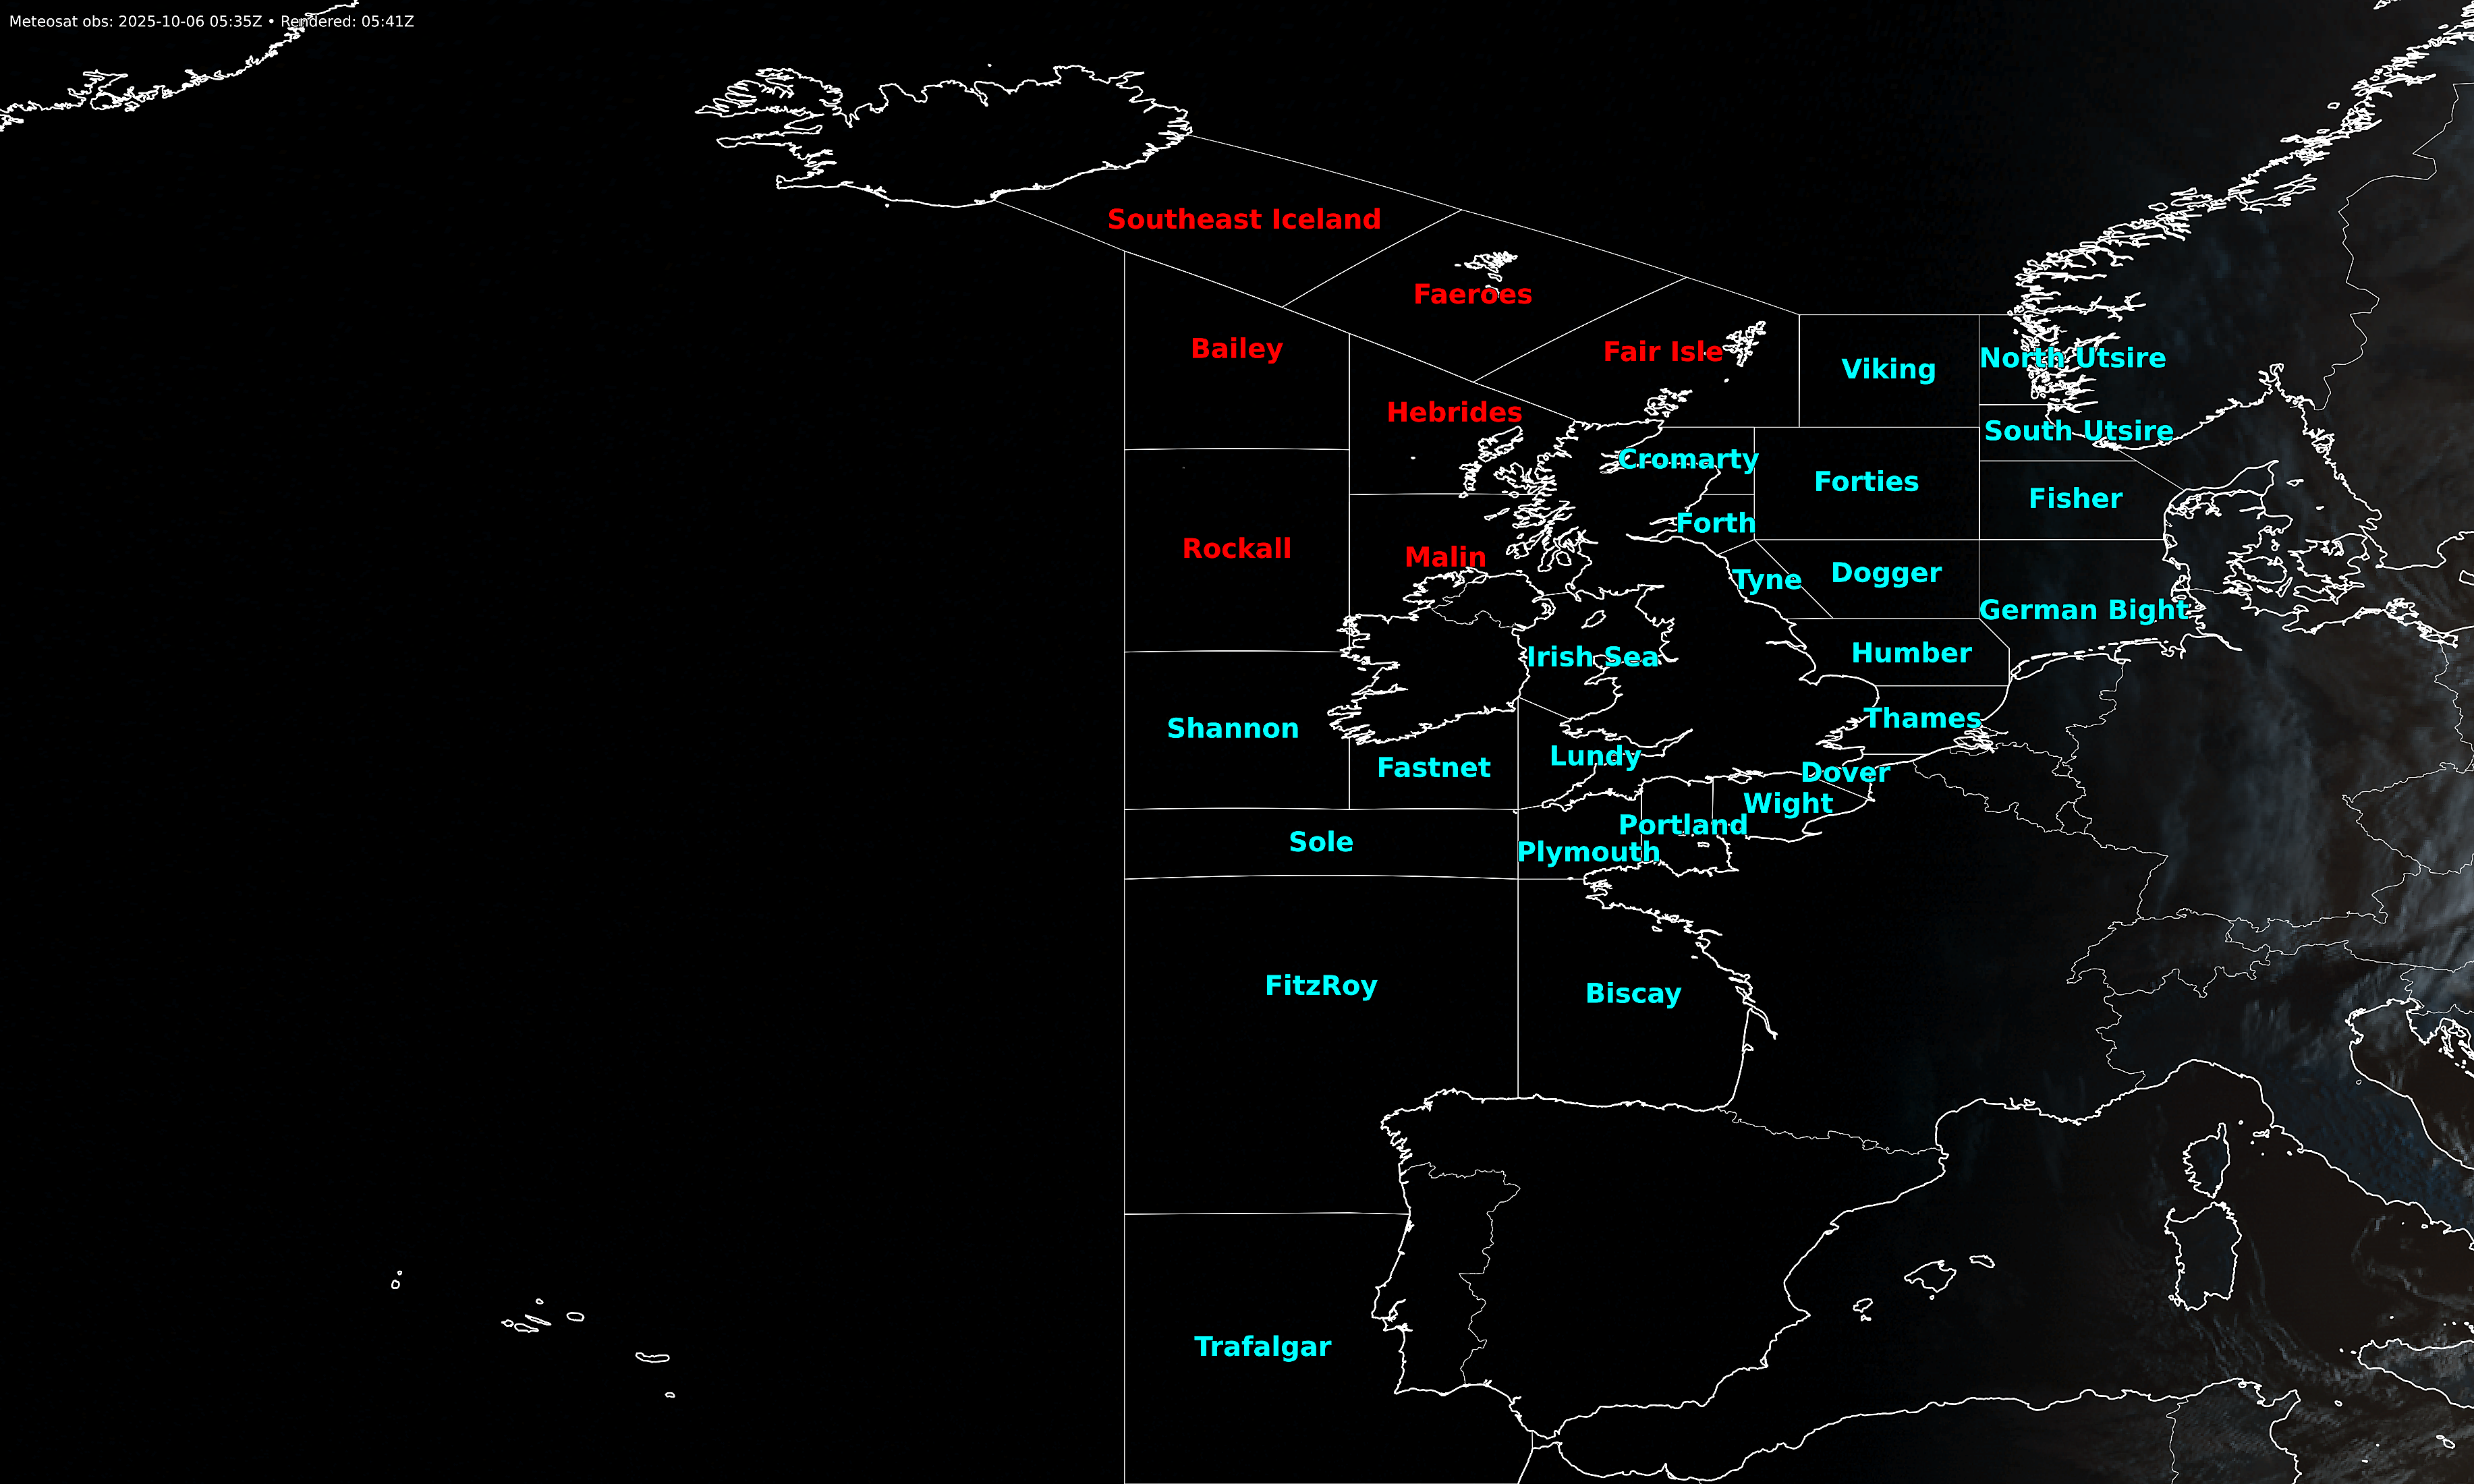 Meteosat obs: 2025-10-06 05:35Z • Rendered: 05:41Z
Southeast Iceland
Faeroes
Bailey
Fair Isle
Viking
North Utsire
Hebrides
South Utsire
Cromarty
Forties
Fisher
Forth
Rockall
Malin
Tyne
Dogger
German Bight
Irish Sea
Humber
Shannon
Thames
Fastnet
Lundy
Dover
Wight
Portland
Sole
Plymouth
FitzRoy
Biscay
Trafalgar